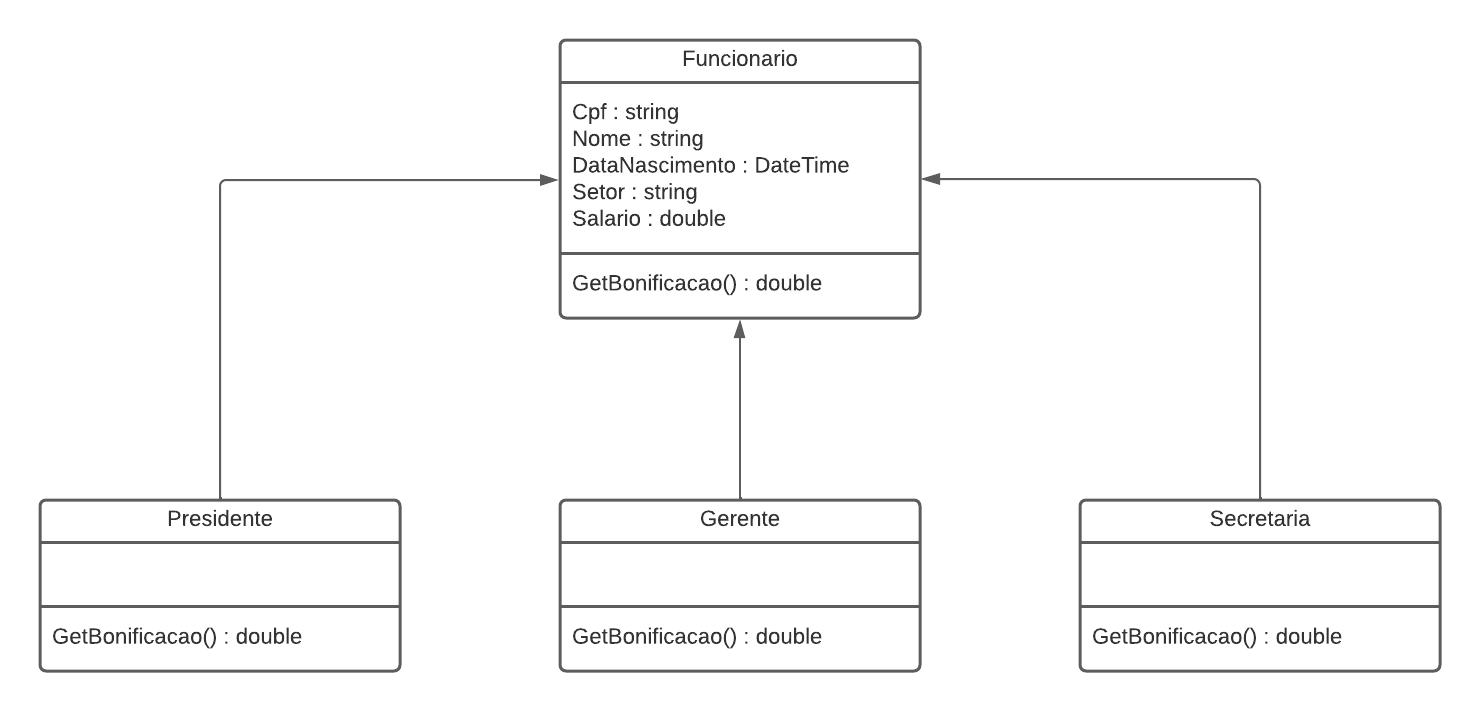 Funcionario
Cpf : string
Nome : string
DataNascimento : DateTime
Setor : string
Salario : double
GetBonificacao() : double
Presidente
GetBonificacao() : double
Gerente
GetBonificacao() : double
Secretaria
GetBonificacao() : double